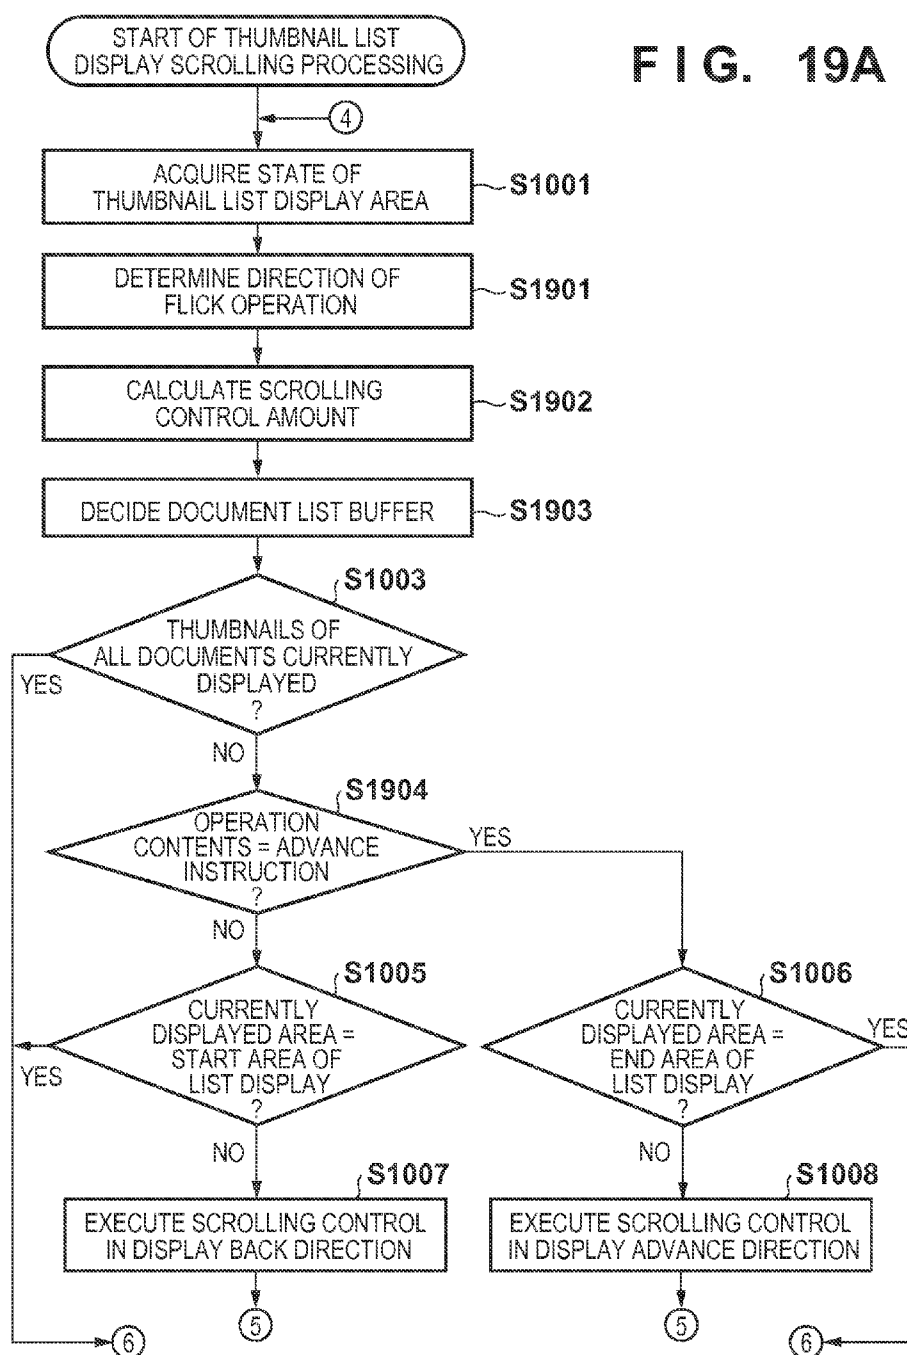 START OF THUMBNAIL LIST
DISPLAY SCROLLING PROCESSING
FIG. 19A
4
ACQUIRE STATE OF
THUMBNAIL LIST DISPLAY AREA
S1001
DETERMINE DIRECTION OF
FLICK OPERATION
S1901
CALCULATE SCROLLING
CONTROL AMOUNT
S1902
DECIDE DOCUMENT LIST BUFFER
S1903
S1003
THUMBNAILS OF
ALL DOCUMENTS CURRENTLY
DISPLAYED
?
YES
NO
S1904
OPERATION
CONTENTS = ADVANCE
INSTRUCTION
?
YES
NO
S1005
CURRENTLY
DISPLAYED AREA =
START AREA OF
LIST DISPLAY
?
YES
NO
S1006
CURRENTLY
DISPLAYED AREA =
END AREA OF
LIST DISPLAY
?
YES
NO
S1007
EXECUTE SCROLLING CONTROL
IN DISPLAY BACK DIRECTION
S1008
EXECUTE SCROLLING CONTROL
IN DISPLAY ADVANCE DIRECTION
5
5
6
6